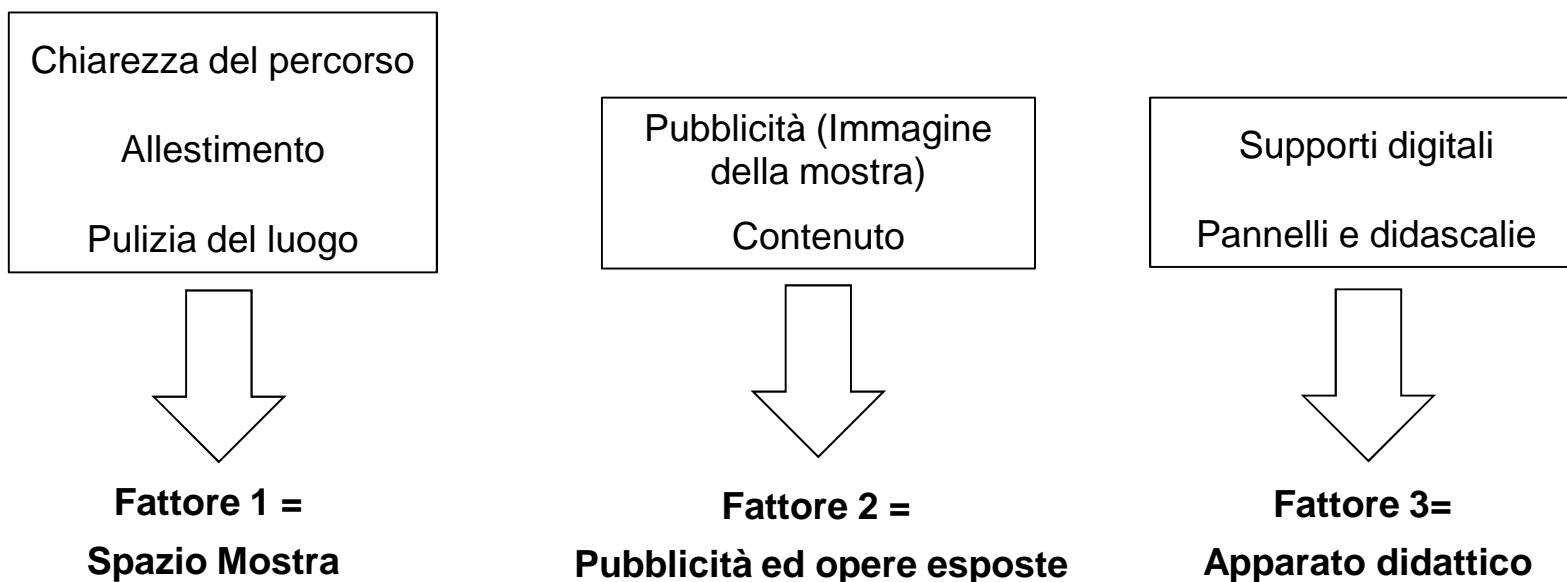 Chiarezza del percorso
Allestimento
Pulizia del luogo
Pubblicità (Immagine
della mostra)
Contenuto
Supporti digitali
Pannelli e didascalie
Fattore 1 =
Spazio Mostra
Fattore 2 =
Pubblicità ed opere esposte
Fattore 3=
Apparato didattico